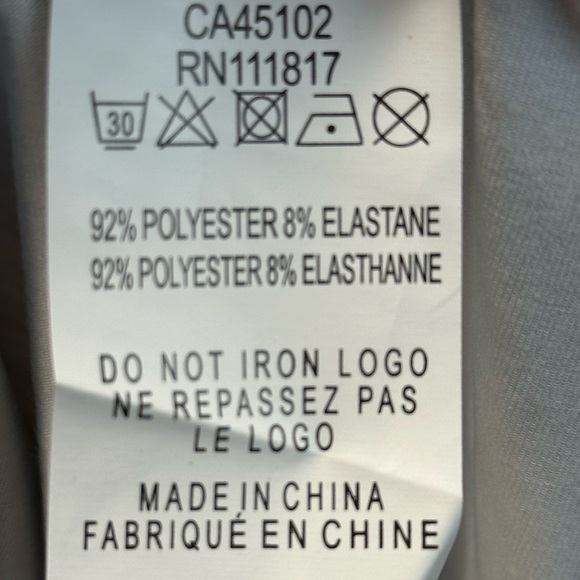 CA45102
RN111817
30
92% POLYESTER 8% ELASTANE
92% POLYESTER 8% ELASTHANNE
DO NOT IRON LOGO
NE REPASSEZ PAS
LE LOGO
MADE IN CHINA
FABRIQUÉ EN CHINE